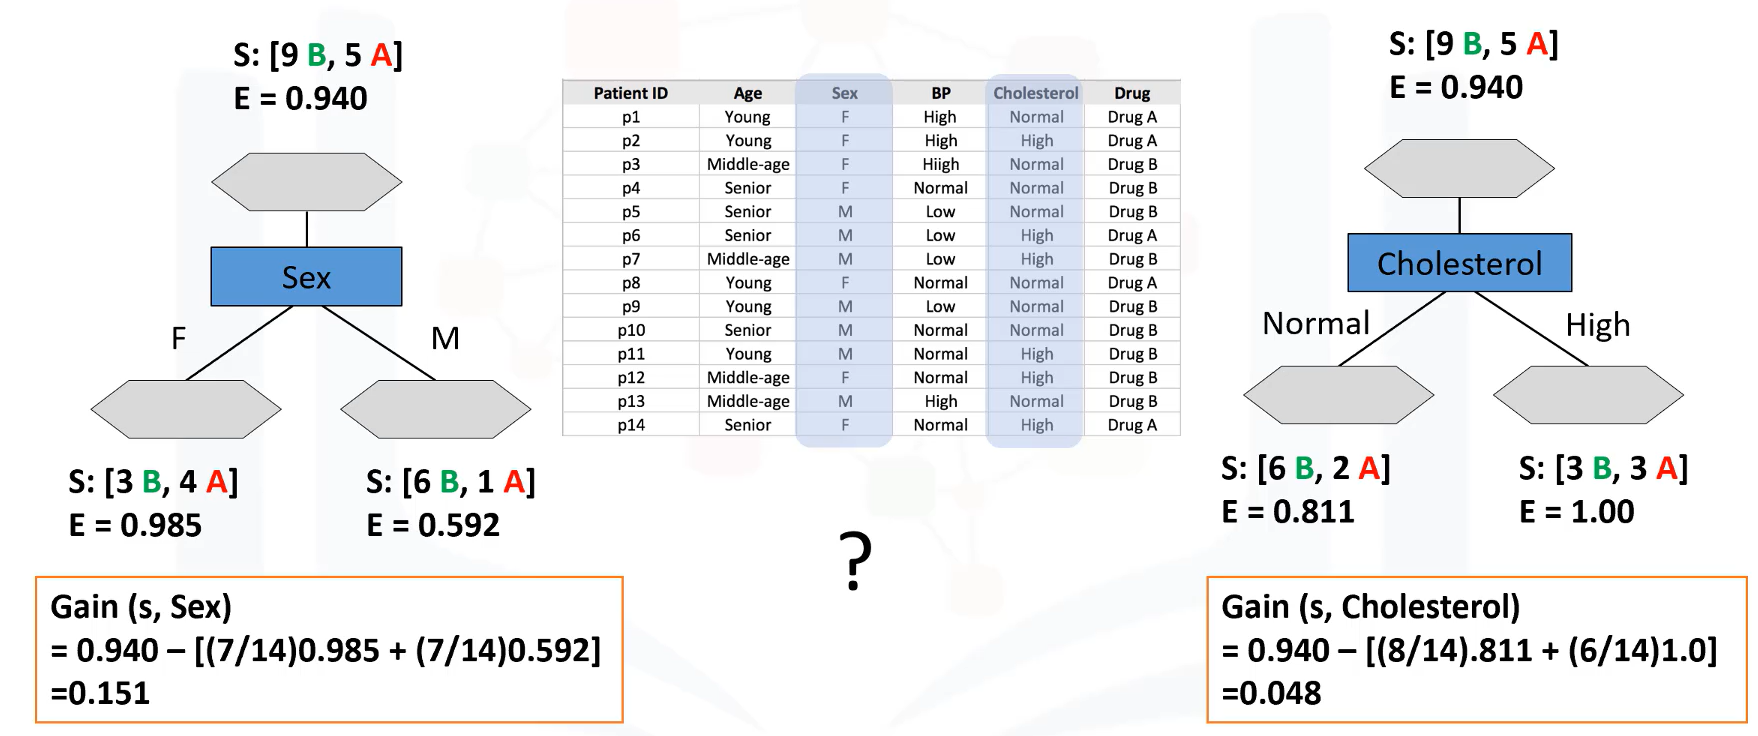 S: [9 B, 5 A]
E = 0.940
Sex
F
M
S: [3 B, 4 A]
E = 0.985
S: [6 B, 1 A]
E = 0.592
Gain (s, Sex)
= 0.940 – [(7/14)0.985 + (7/14)0.592]
=0.151
Patient ID Age Sex BP Cholesterol Drug
p1 Young F High Normal Drug A
p2 Young F High High Drug A
p3 Middle-age F Hiigh Normal Drug B
p4 Senior F Normal Normal Drug B
p5 Senior M Low Normal Drug B
p6 Senior M Low High Drug A
p7 Middle-age M Low High Drug B
p8 Young F Normal Normal Drug A
p9 Young M Low Normal Drug B
p10 Senior M Normal Normal Drug B
p11 Young M Normal High Drug B
p12 Middle-age F Normal High Drug B
p13 Middle-age M High Normal Drug B
p14 Senior F Normal High Drug A
?
S: [9 B, 5 A]
E = 0.940
Cholesterol
Normal
High
S: [6 B, 2 A]
E = 0.811
S: [3 B, 3 A]
E = 1.00
Gain (s, Cholesterol)
= 0.940 – [(8/14).811 + (6/14)1.0]
=0.048